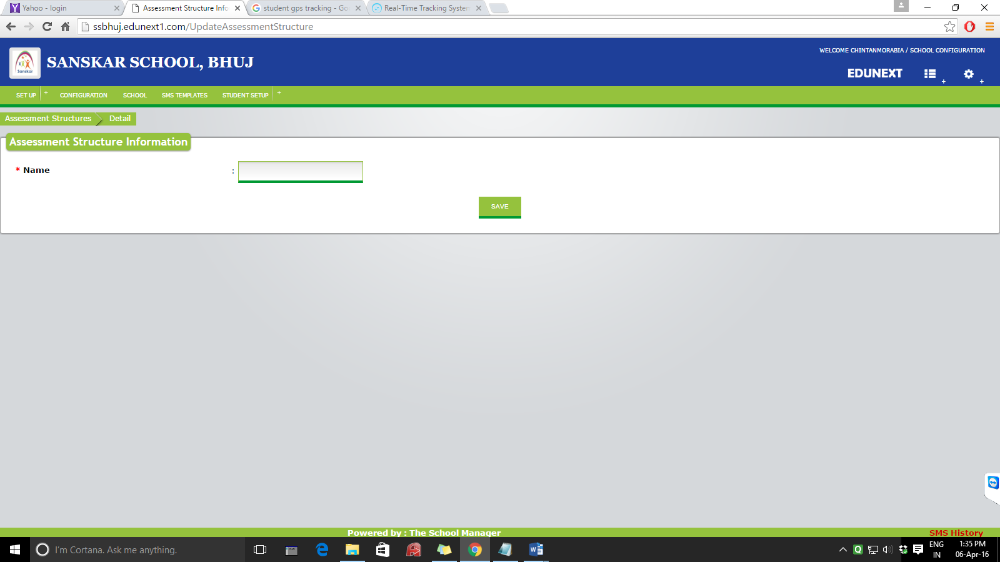 Yahoo - login
Assessment Structure Info
student gps tracking - Go
Real-Time Tracking System
ssbhuj.edunext1.com/UpdateAssessmentStructure
Sanskar
SANSKAR SCHOOL, BHUJ
WELCOME CHINTANMORABIA / SCHOOL CONFIGURATION
EDUNEXT
+
+
SET UP
+
CONFIGURATION
SCHOOL
SMS TEMPLATES
STUDENT SETUP
+
Assessment Structures
Detail
Assessment Structure Information
* Name :
SAVE
Powered by : The School Manager
SMS History
I'm Cortana. Ask me anything.
ENG
IN
1:35 PM
06-Apr-16